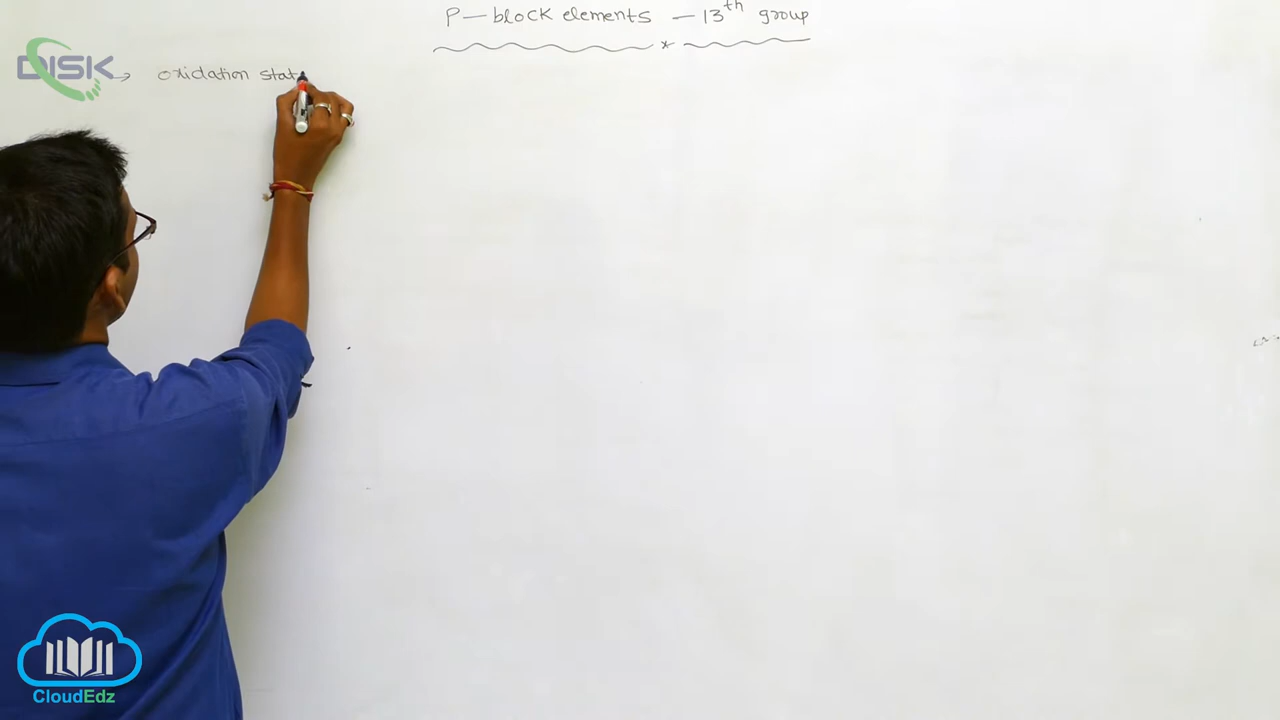 P - block elements - 13th group
DISK
→ oxidation stat
CloudEdz